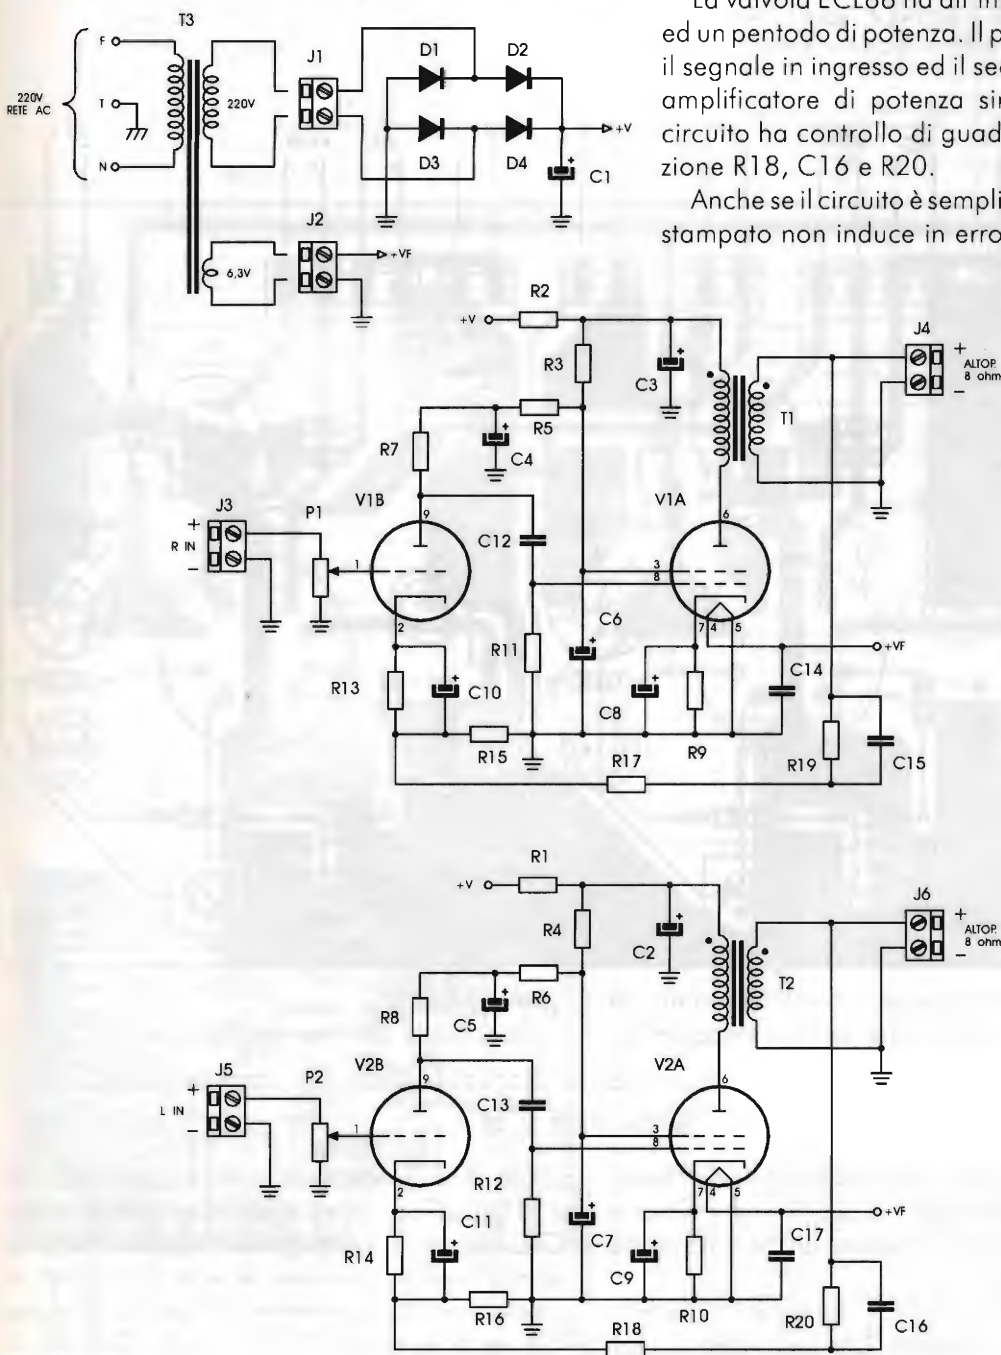 La valvola ECL86 ha all'
ed un pentodo di potenza. Il
il segnale in ingresso ed il
amplificatore di potenza
circuito ha controllo di
zione R18, C16 e R20.
Anche se il circuito è
stampato non induce in
T3
F
T
N
220V
RETE AC
220V
6,3V
J1
J2
D1
D2
D3
D4
+V
C1
+VF
+V
R2
R3
C3
R5
C4
R7
T1
J4
+
ALTOP.
8 ohm
−
J3
+
R IN
−
P1
V1B
9
1
2
C12
V1A
6
3
8
7
4
5
R11
C6
R13
C10
R15
C8
R9
C14
+VF
R17
R19
C15
+V
R1
R4
C2
R6
C5
R8
T2
J6
+
ALTOP.
8 ohm
−
J5
+
L IN
−
P2
V2B
9
1
2
C13
V2A
6
3
8
7
4
5
R12
C7
R14
C11
R16
C9
R10
C17
+VF
R18
R20
C16